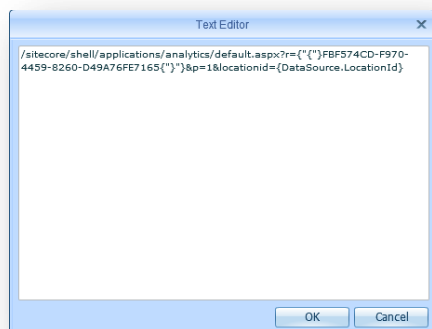 Text Editor
/sitecore/shell/applications/analytics/default.aspx?r={"{"}FBF574CD-F970-
4459-8260-D49A76FE7165{"}"}&p=1&locationid={DataSource.LocationId}
OK
Cancel